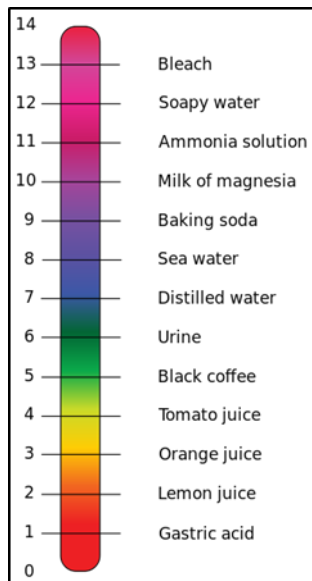 14
13 Bleach
12 Soapy water
11 Ammonia solution
10 Milk of magnesia
9 Baking soda
8 Sea water
7 Distilled water
6 Urine
5 Black coffee
4 Tomato juice
3 Orange juice
2 Lemon juice
1 Gastric acid
0